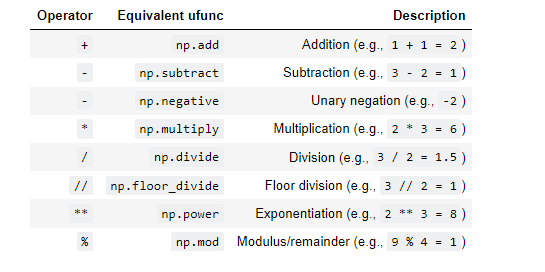 Operator Equivalent ufunc Description
+ np.add Addition (e.g., 1 + 1 = 2 )
- np.subtract Subtraction (e.g., 3 - 2 = 1 )
- np.negative Unary negation (e.g., -2 )
* np.multiply Multiplication (e.g., 2 * 3 = 6 )
/ np.divide Division (e.g., 3 / 2 = 1.5 )
// np.floor_divide Floor division (e.g., 3 // 2 = 1 )
** np.power Exponentiation (e.g., 2 ** 3 = 8 )
% np.mod Modulus/remainder (e.g., 9 % 4 = 1 )